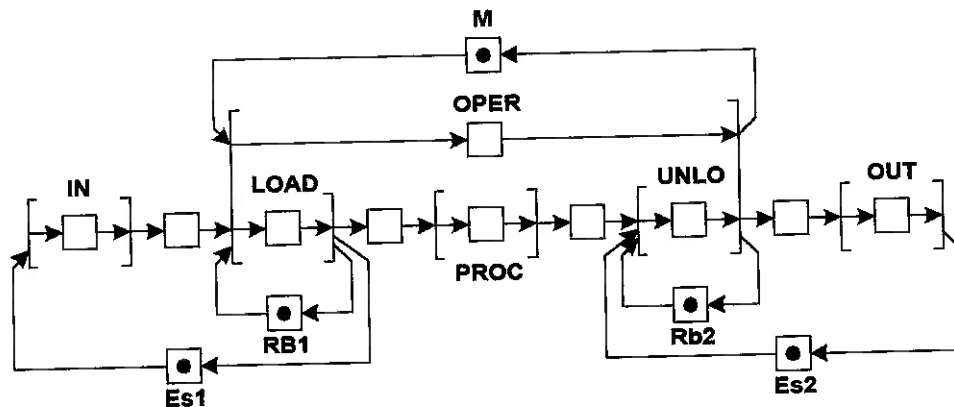 M
OPER
IN
LOAD
UNLO
OUT
PROC
RB1
Rb2
Es1
Es2